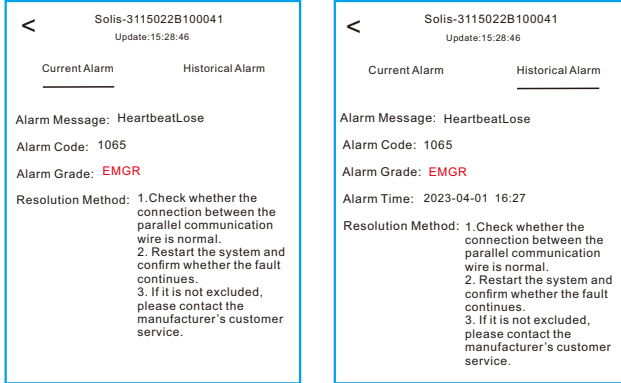 <
Solis-3115022B100041
Update:15:28:46
Current Alarm
Historical Alarm
Alarm Message: HeartbeatLose
Alarm Code: 1065
Alarm Grade: EMGR
Resolution Method: 1.Check whether the
connection between the
parallel communication
wire is normal.
2. Restart the system and
confirm whether the fault
continues.
3. If it is not excluded,
please contact the
manufacturer's customer
service.
<
Solis-3115022B100041
Update:15:28:46
Current Alarm
Historical Alarm
Alarm Message: HeartbeatLose
Alarm Code: 1065
Alarm Grade: EMGR
Alarm Time: 2023-04-01 16:27
Resolution Method: 1.Check whether the
connection between the
parallel communication
wire is normal.
2. Restart the system and
confirm whether the fault
continues.
3. If it is not excluded,
please contact the
manufacturer's customer
service.